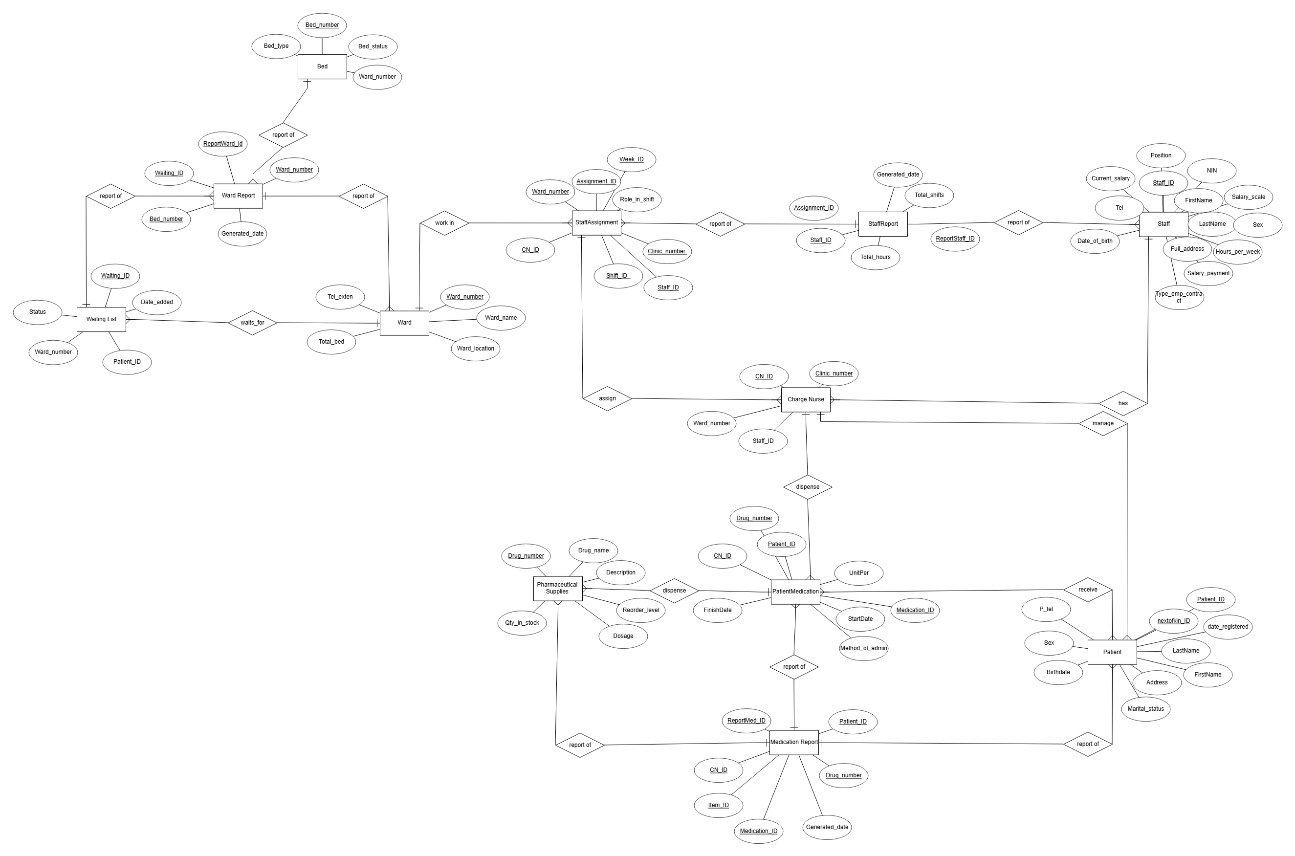 Bed_number
Bed_type
Bed_status
Bed
Ward_number
report of
ReportWard_Id
Waiting_ID
Ward_number
Ward Report
report of
report of
Bed_number
Generated_date
Waiting_ID
Date_added
Status
Waiting List
waits_for
Ward_number
Patient_ID
Tel_exten
Ward_number
Ward
Ward_name
Total_bed
Ward_location
work in
Week_ID
Assignment_ID
Ward_number
Role_in_shift
StaffAssignment
CN_ID
Clinic_number
Shift_ID
Staff_ID
report of
Generated_date
Total_shifts
Assignment_ID
StaffReport
Staff_ID
ReportStaff_ID
Total_hours
report of
Position
Current_salary
Staff_ID
NIN
FirstName
Salary_scale
Tel
Staff
LastName
Sex
Date_of_birth
Full_address
Hours_per_week
Salary_payment
Type_emp_contra
ct
CN_ID
Clinic_number
assign
Charge Nurse
has
Ward_number
Staff_ID
manage
dispense
Drug_number
Patient_ID
CN_ID
UnitPer
PatientMedication
FinishData
Medication_ID
StartDate
Method_of_admin
Drug_number
Drug_name
Description
Pharmaceutical
Supplies
dispense
Reorder_level
Qty_in_stock
Dosage
receive
P_tel
Patient_ID
nextofkin_ID
date_registered
Sex
Patient
LastName
Birthdate
FirstName
Address
Marital_status
report of
ReportMed_ID
Patient_ID
report of
Medication Report
report of
CN_ID
Drug_number
Item_ID
Medication_ID
Generated_date